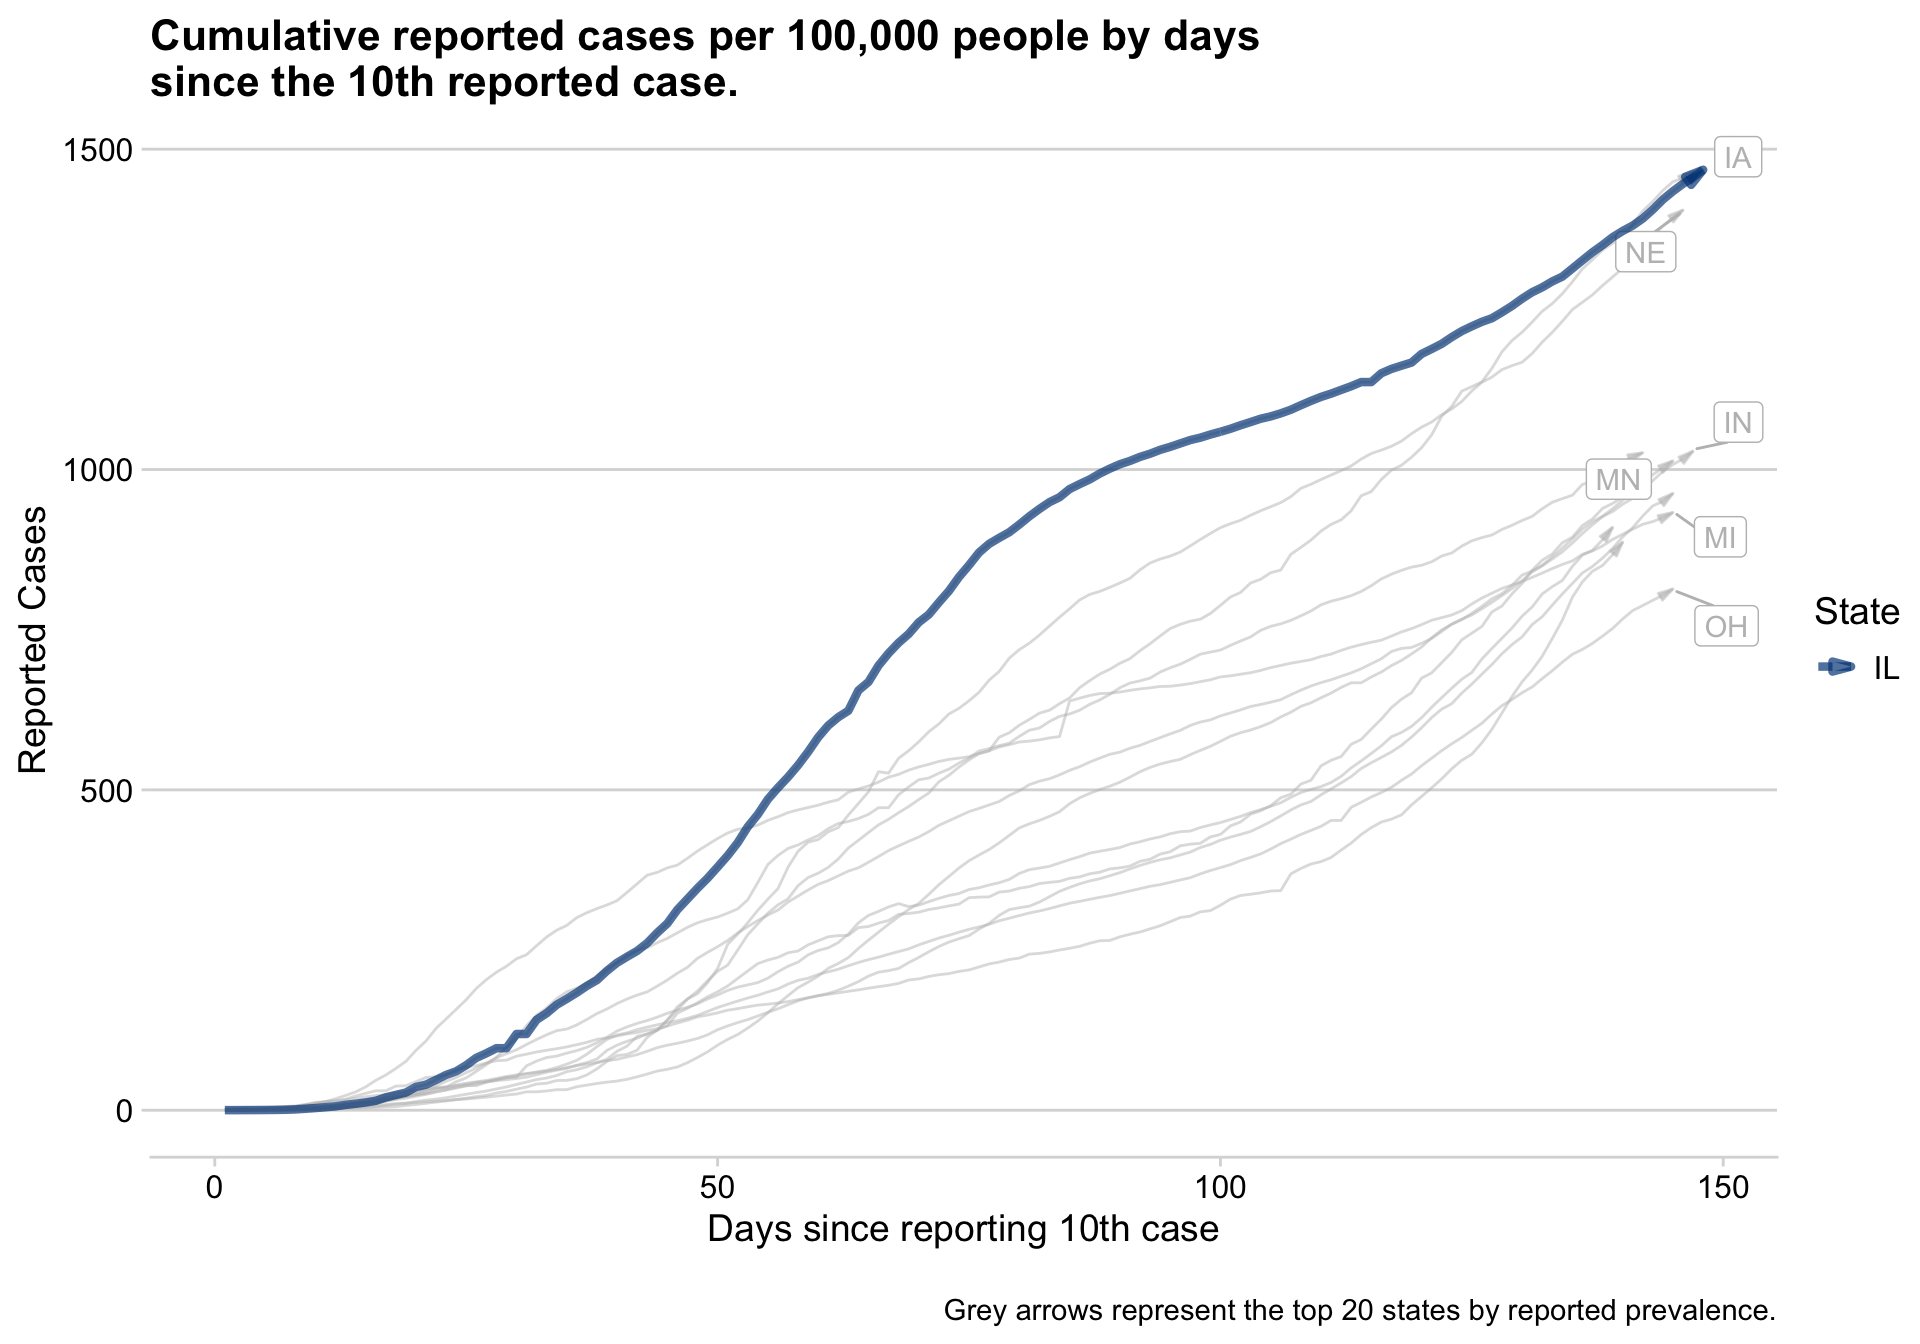 Cumulative reported cases per 100,000 people by days
since the 10th reported case.
1500
1000
500
0
Reported Cases
IA
NE
IN
MN
MI
OH
State
IL
0
50
100
150
Days since reporting 10th case
Grey arrows represent the top 20 states by reported prevalence.